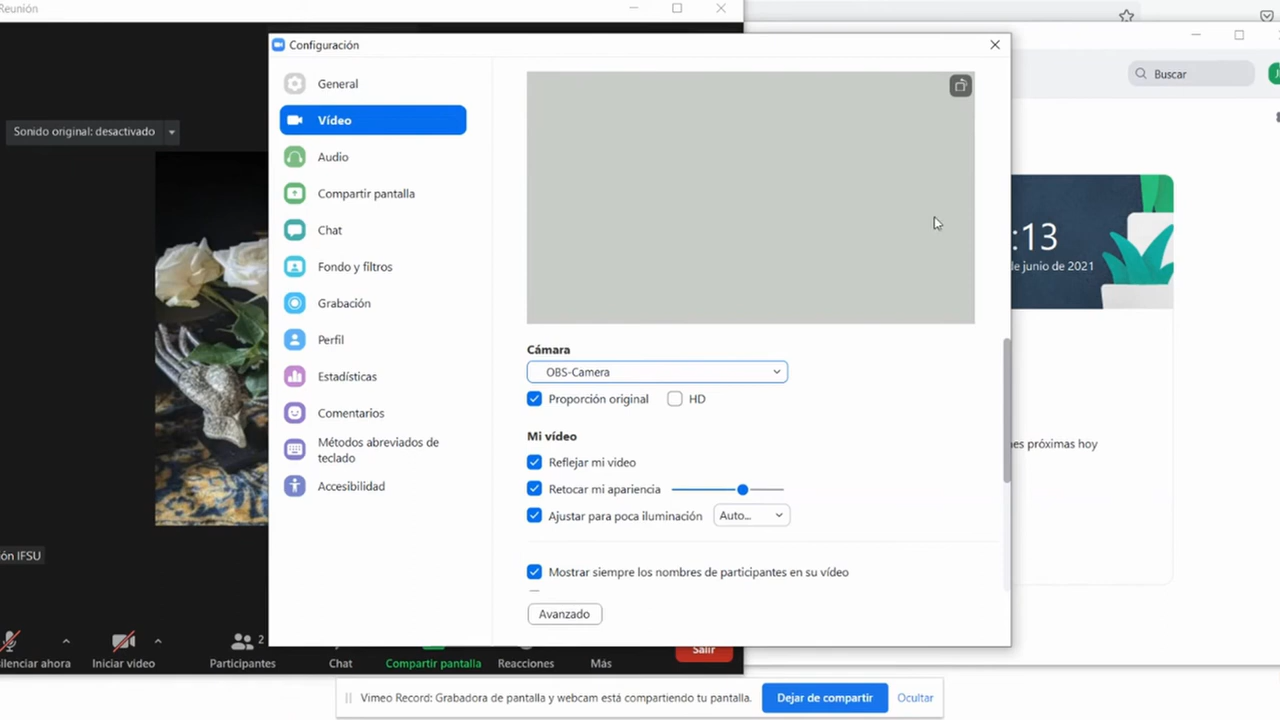 Reunión
Configuración
Buscar
General
Vídeo
Sonido original: desactivado
Audio
Compartir pantalla
Chat
:13
Fondo y filtros
de junio de 2021
Grabación
Perfil
Cámara
OBS-Camera
Estadísticas
Proporción original
HD
Comentarios
Mi vídeo
Métodos abreviados de
teclado
es próximas hoy
Reflejar mi video
Accesibilidad
Retocar mi apariencia
Ajustar para poca iluminación
Auto...
ón IFSU
Mostrar siempre los nombres de participantes en su vídeo
Avanzado
2
silenciar ahora
Iniciar video
Participantes
Chat
Compartir pantalla
Reacciones
Más
Salir
Vimeo Record: Grabadora de pantalla y webcam está compartiendo tu pantalla.
Dejar de compartir
Ocultar